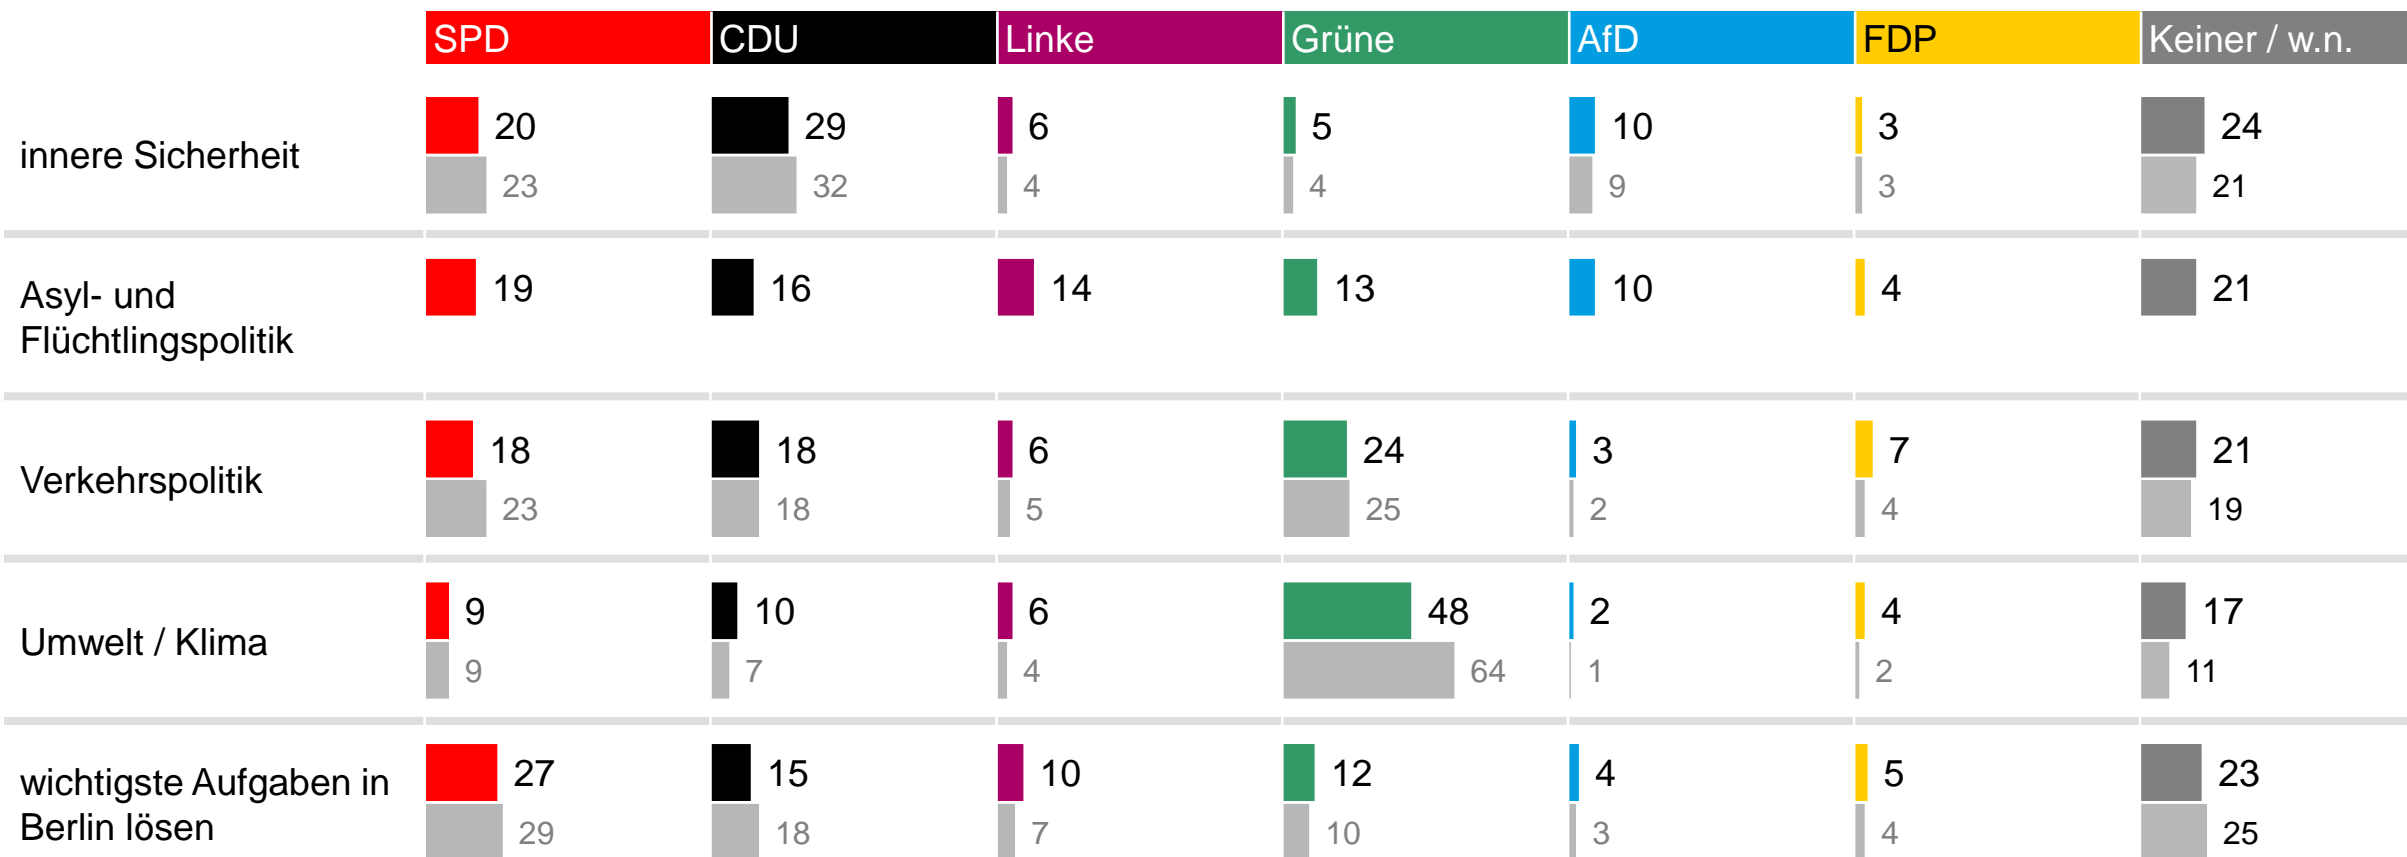 SPD CDU Linke Grüne AfD FDP Keiner / w.n.
innere Sicherheit
20 29 6 5 10 3 24
23 32 4 4 9 3 21
Asyl- und
Flüchtlingspolitik
19 16 14 13 10 4 21
Verkehrspolitik
18 18 6 24 3 7 21
23 18 5 25 2 4 19
Umwelt / Klima
9 10 6 48 2 4 17
9 7 4 64 1 2 11
wichtigste Aufgaben in
Berlin lösen
27 15 10 12 4 5 23
29 18 7 10 3 4 25